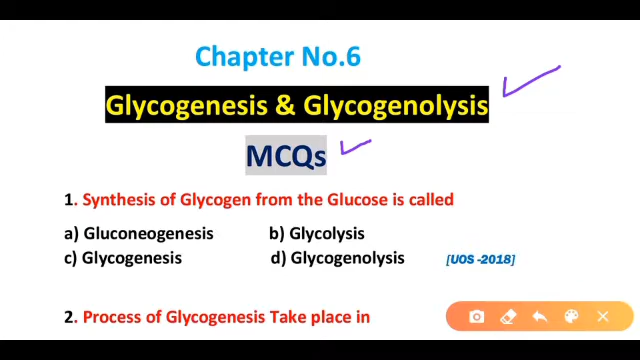 Chapter No.6
Glycogenesis & Glycogenolysis
MCQs
1. Synthesis of Glycogen from the Glucose is called
a) Gluconeogenesis b) Glycolysis
c) Glycogenesis d) Glycogenolysis [UOS -2018]
2. Process of Glycogenesis Take place in